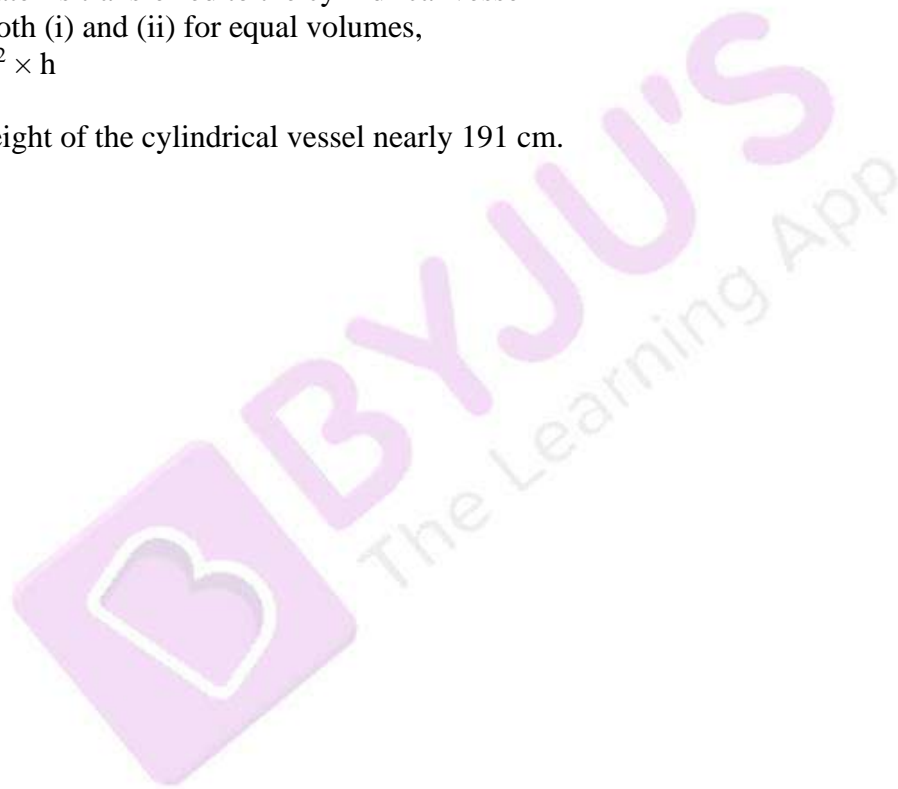 oth (i) and (ii) for equal volumes,
² × h
eight of the cylindrical vessel nearly 191 cm.
B BYJU'S
The Learning App